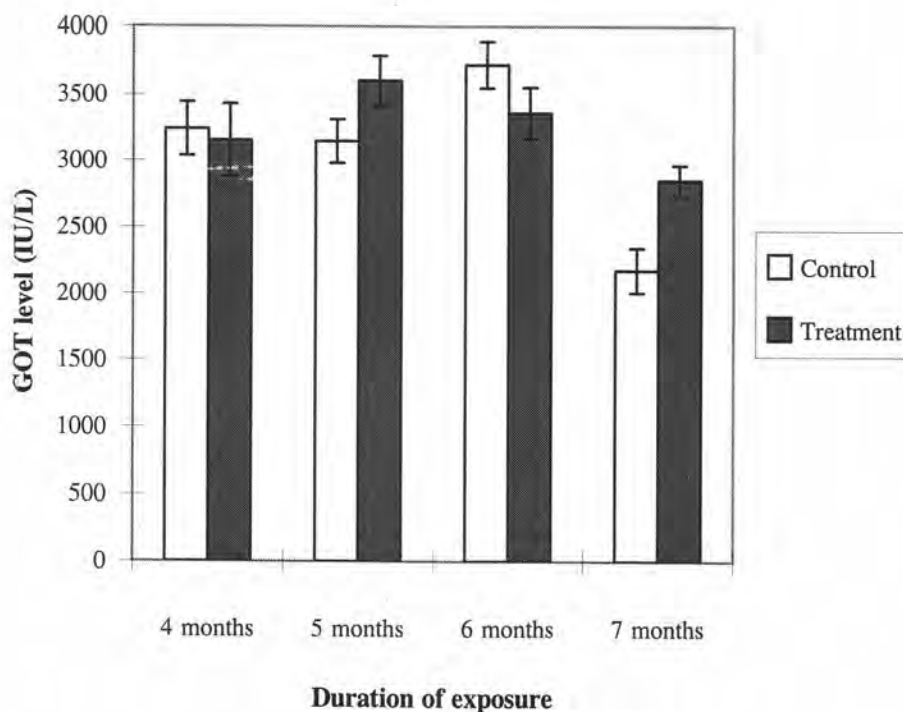 4000
3500
3000
2500
2000
1500
1000
500
0
GOT level (IU/L)
4 months
5 months
6 months
7 months
Duration of exposure
Control
Treatment